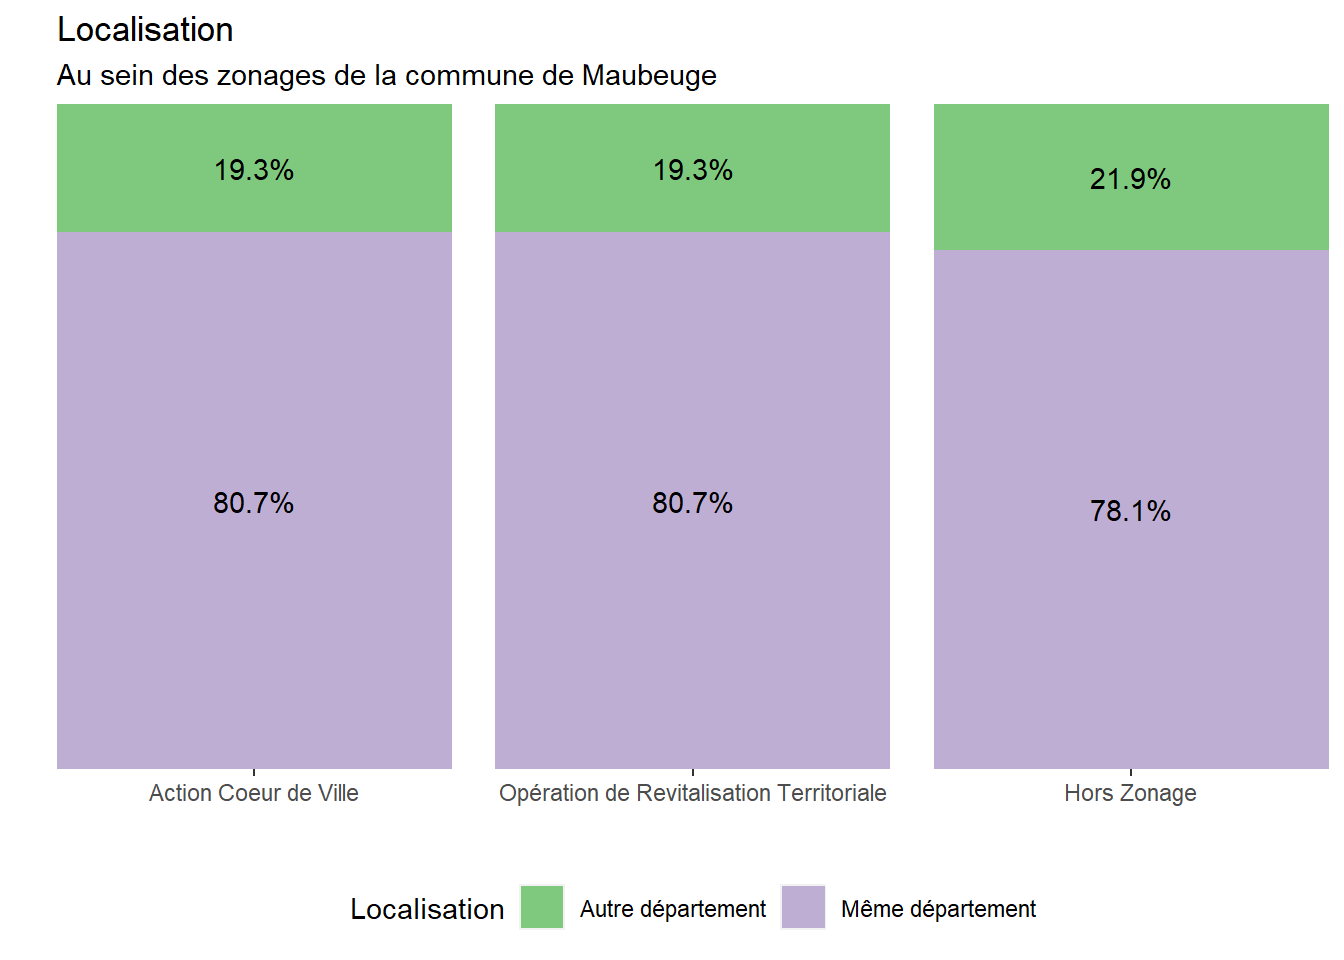 Localisation
Au sein des zonages de la commune de Maubeuge
19.3% 19.3% 21.9%
80.7% 80.7% 78.1%
Action Coeur de Ville Opération de Revitalisation Territoriale Hors Zonage
Localisation Autre département Même département